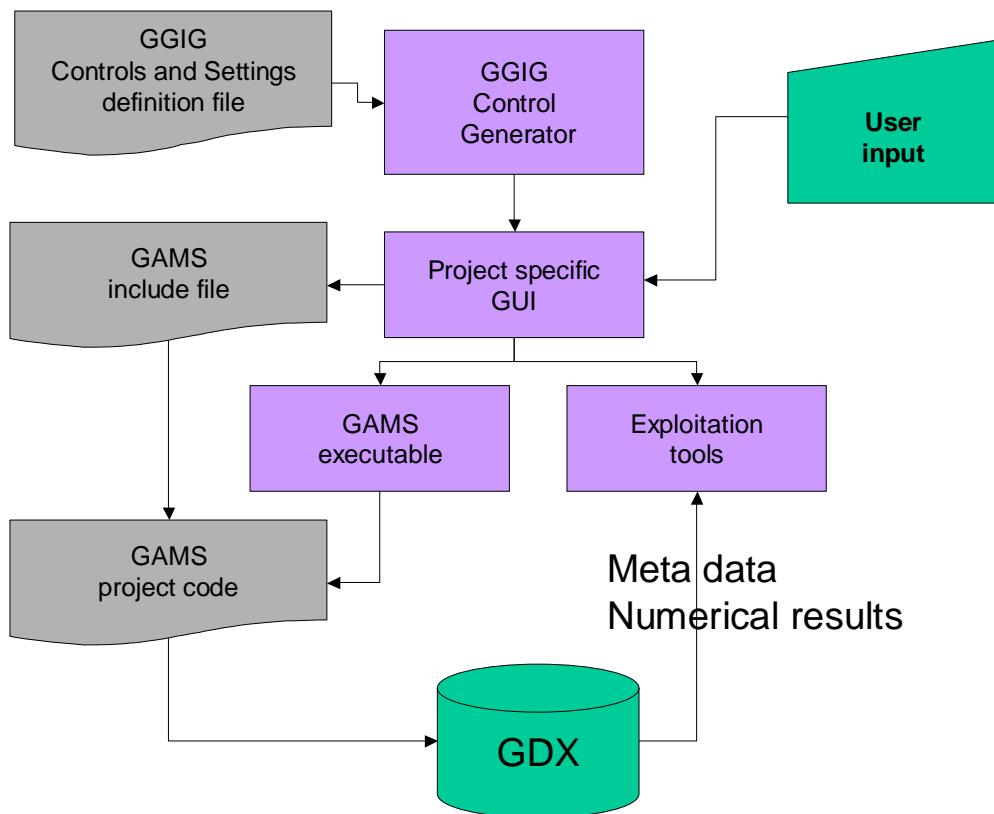 GGIG
Controls and Settings
definition file
GGIG
Control
Generator
User
input
GAMS
include file
Project specific
GUI
GAMS
executable
Exploitation
tools
GAMS
project code
Meta data
Numerical results
GDX